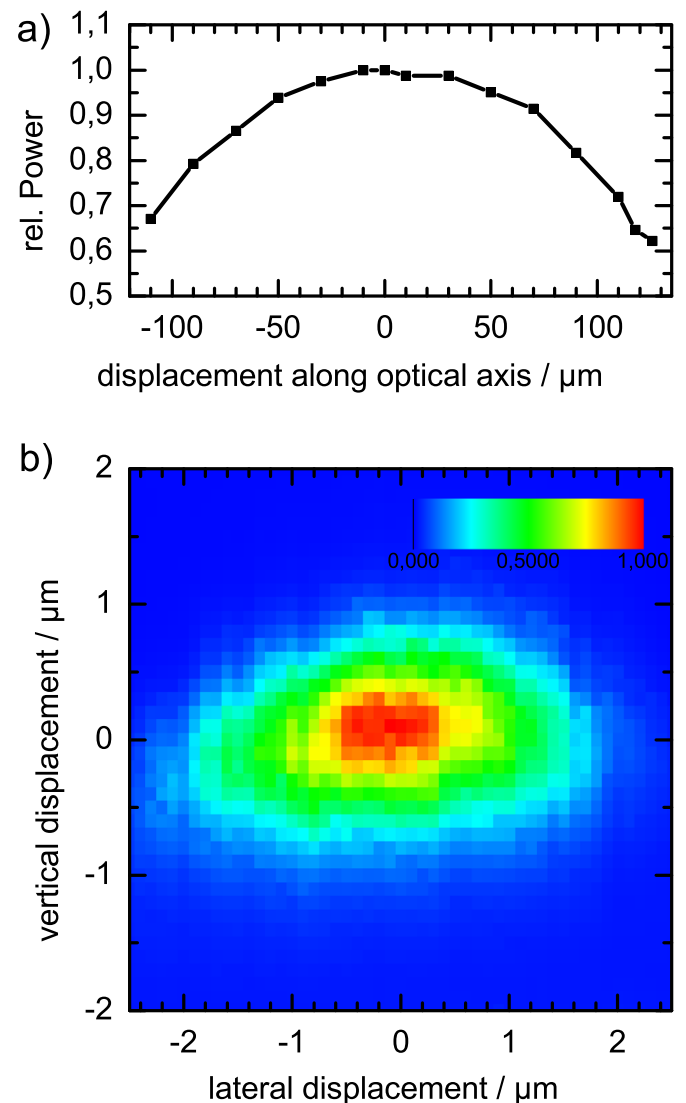 a)
1,1
1,0
0,9
0,8
0,7
0,6
0,5
rel. Power
-100 -50 0 50 100
displacement along optical axis / µm
b)
2
1
0
-1
-2
vertical displacement / µm
0,000 0,5000 1,000
-2 -1 0 1 2
lateral displacement / µm